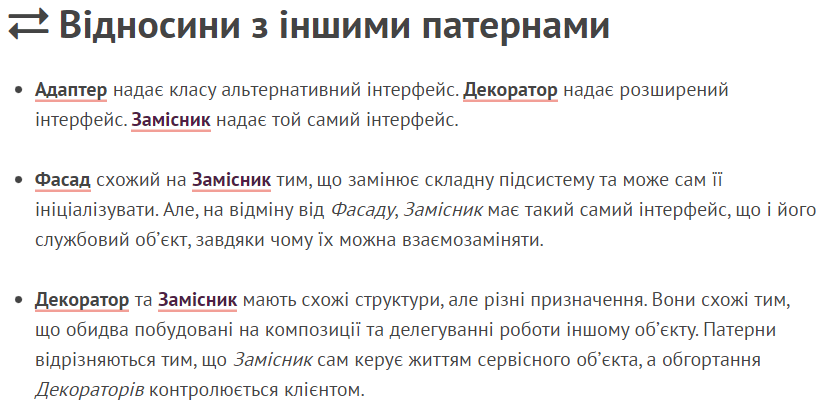 Відносини з іншими патернами
Адаптер надає класу альтернативний інтерфейс. Декоратор надає розширений
інтерфейс. Замісник надає той самий інтерфейс.
Фасад схожий на Замісник тим, що замінює складну підсистему та може сам її
ініціалізувати. Але, на відміну від Фасаду, Замісник має такий самий інтерфейс, що і його
службовий об’єкт, завдяки чому їх можна взаємозаміняти.
Декоратор та Замісник мають схожі структури, але різні призначення. Вони схожі тим,
що обидва побудовані на композиції та делегуванні роботи іншому об’єкту. Патерни
відрізняються тим, що Замісник сам керує життям сервісного об’єкта, а обгортання
Декораторів контролюється клієнтом.